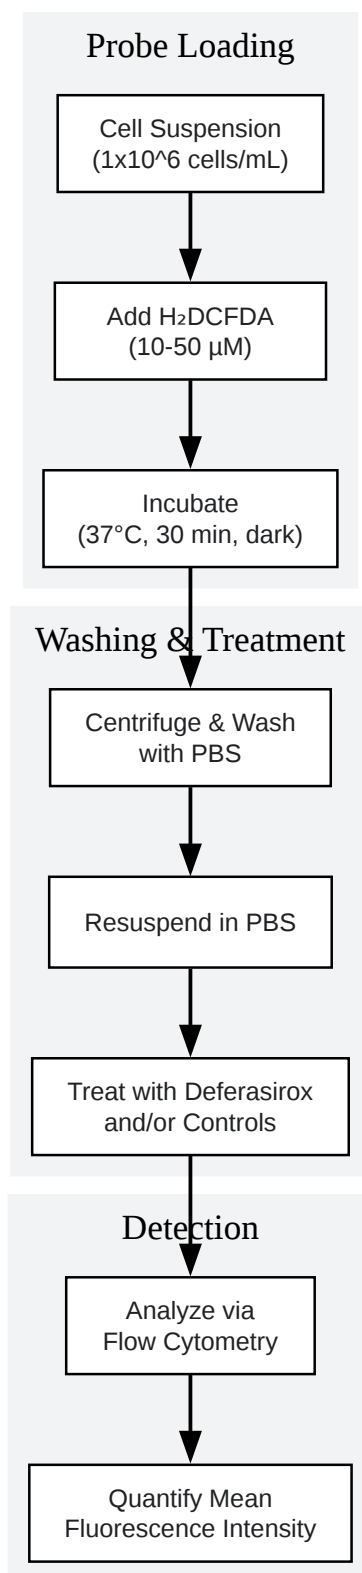 Probe Loading
Cell Suspension
(1x10^6 cells/mL)
Add H₂DCFDA
(10-50 µM)
Incubate
(37°C, 30 min, dark)
Washing & Treatment
Centrifuge & Wash
with PBS
Resuspend in PBS
Treat with Deferasirox
and/or Controls
Detection
Analyze via
Flow Cytometry
Quantify Mean
Fluorescence Intensity